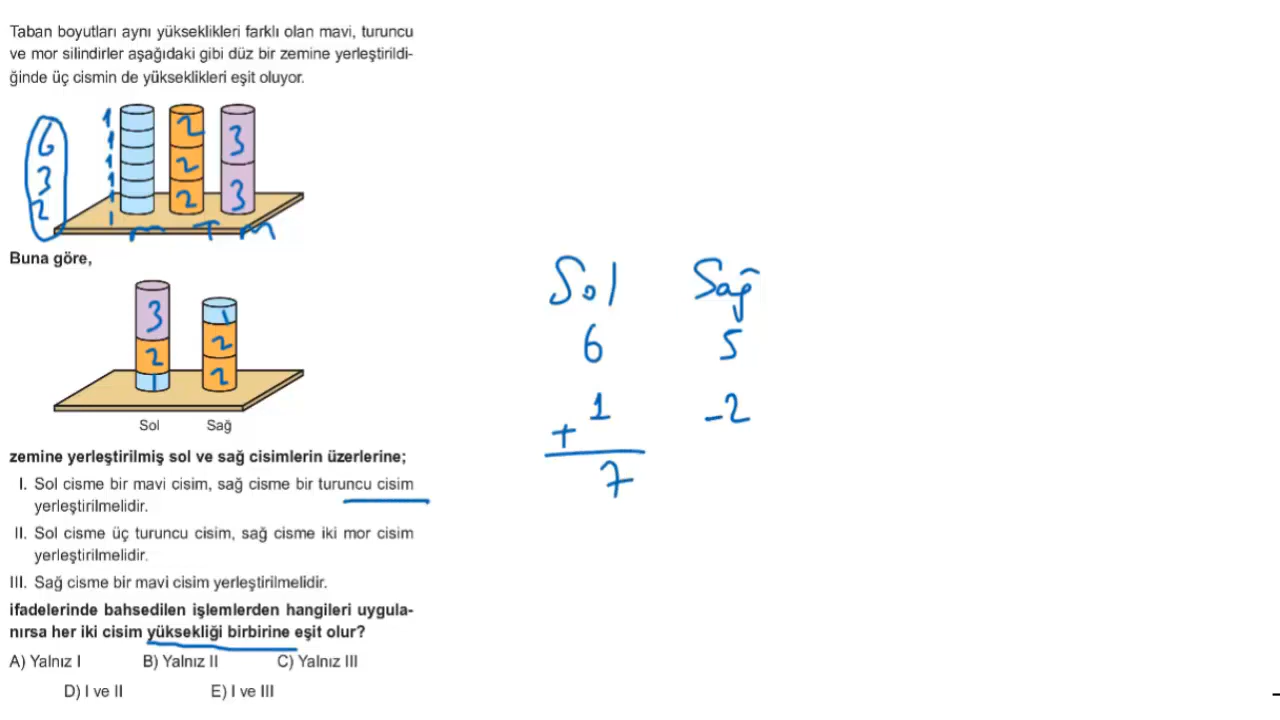 Taban boyutları aynı yükseklikleri farklı olan mavi, turuncu
ve mor silindirler aşağıdaki gibi düz bir zemine yerleştirildi-
ğinde üç cismin de yükseklikleri eşit oluyor.
6
3
2
1
1
1
1
1
2
2
2
3
3
m T m
Buna göre,
3
2
1
1
2
2
Sol Sağ
Sol Sağ
6 5
1 -2
+
7
zemine yerleştirilmiş sol ve sağ cisimlerin üzerlerine;
I. Sol cisme bir mavi cisim, sağ cisme bir turuncu cisim
yerleştirilmelidir.
II. Sol cisme üç turuncu cisim, sağ cisme iki mor cisim
yerleştirilmelidir.
III. Sağ cisme bir mavi cisim yerleştirilmelidir.
ifadelerinde bahsedilen işlemlerden hangileri uygula-
nırsa her iki cisim yüksekliği birbirine eşit olur?
A) Yalnız I B) Yalnız II C) Yalnız III
D) I ve II E) I ve III